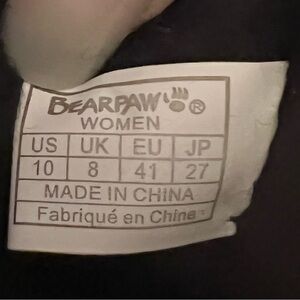 BEARPAW ®
WOMEN
US UK EU JP
10 8 41 27
MADE IN CHINA
Fabriqué en Chine